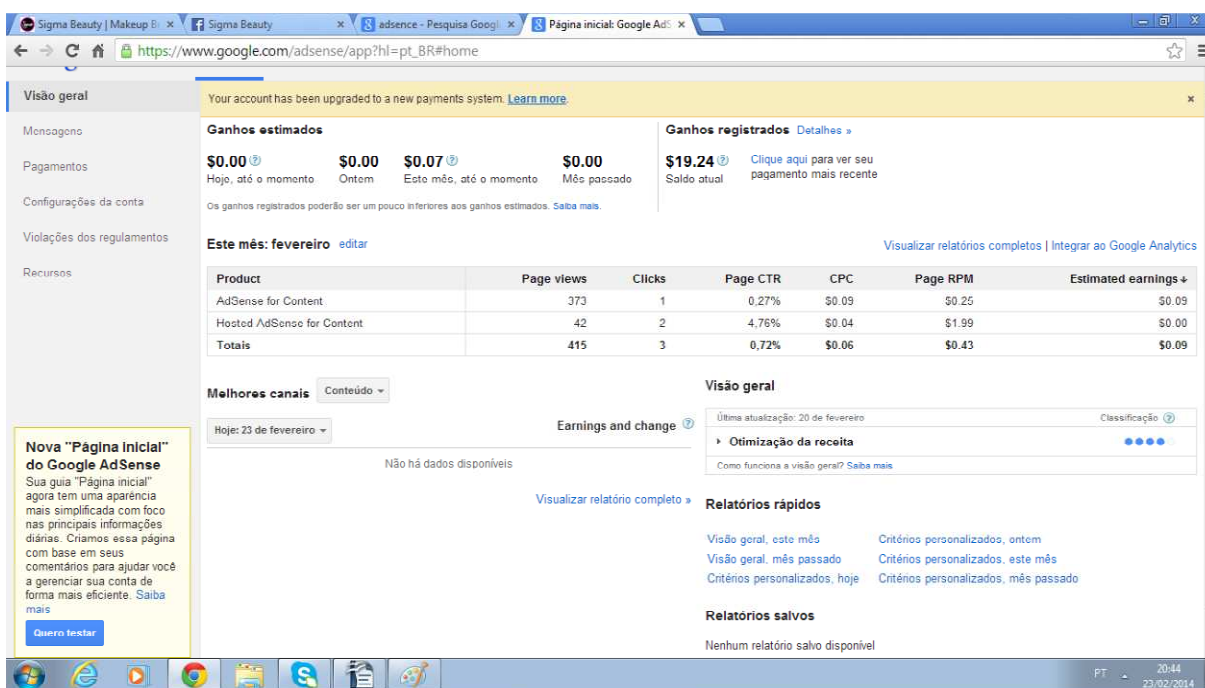 Sigma Beauty | Makeup B
Sigma Beauty
adsence - Pesquisa Googl
Página inicial: Google AdS
https://www.google.com/adsense/app?hl=pt_BR#home
Visão geral
Mensagens
Pagamentos
Configurações da conta
Violações dos regulamentos
Recursos
Your account has been upgraded to a new payments system. Learn more.
Ganhos estimados
$0.00 $0.00 $0.07 $0.00
Hoje, até o momento Ontem Este mês, até o momento Mês passado
Os ganhos registrados poderão ser um pouco inferiores aos ganhos estimados. Saiba mais.
Ganhos registrados Detalhes »
$19.24 Clique aqui para ver seu
Saldo atual pagamento mais recente
Este mês: fevereiro editar
Visualizar relatórios completos | Integrar ao Google Analytics
Product Page views Clicks Page CTR CPC Page RPM Estimated earnings ↓
AdSense for Content 373 1 0,27% $0.09 $0.25 $0.09
Hosted AdSense for Content 42 2 4,76% $0.04 $1.99 $0.00
Totais 415 3 0,72% $0.06 $0.43 $0.09
Melhores canais Conteúdo
Hoje: 23 de fevereiro Earnings and change
Não há dados disponíveis
Visualizar relatório completo »
Visão geral
Última atualização: 20 de fevereiro Classificação
Otimização da receita
Como funciona a visão geral? Saiba mais
Relatórios rápidos
Visão geral, este mês Critérios personalizados, ontem
Visão geral, mês passado Critérios personalizados, este mês
Critérios personalizados, hoje Critérios personalizados, mês passado
Relatórios salvos
Nenhum relatório salvo disponível
Nova "Página inicial"
do Google AdSense
Sua guia "Página inicial"
agora tem uma aparência
mais simplificada com foco
nas principais informações
diárias. Criamos essa página
com base em seus
comentários para ajudar você
a gerenciar sua conta de
forma mais eficiente. Saiba
mais
Quero testar
PT
20:44
23/02/2014